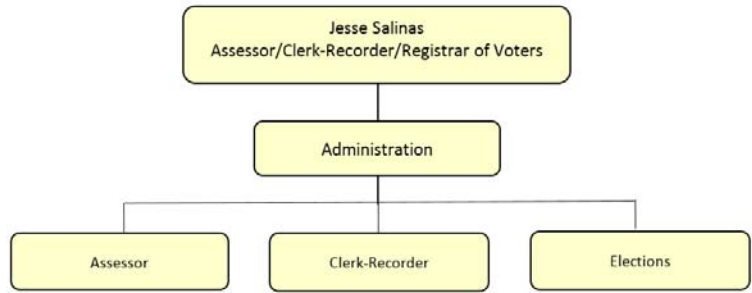 Jesse Salinas
Assessor/Clerk-Recorder/Registrar of Voters
Administration
Assessor
Clerk-Recorder
Elections